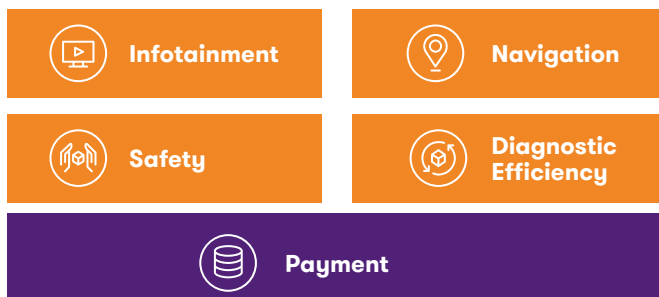 Infotainment
Navigation
Safety
Diagnostic
Efficiency
Payment